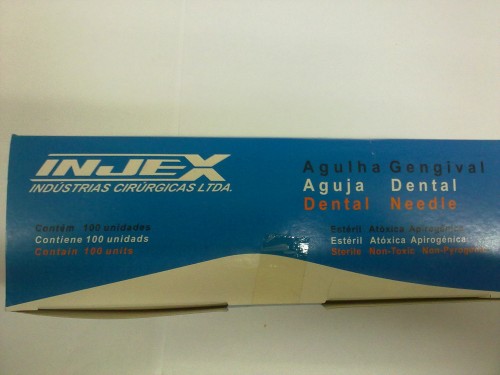 INJEX
INDÚSTRIAS CIRÚRGICAS LTDA.
Agulha Gengival
Aguja Dental
Dental Needle
Contém 100 unidades
Contiene 100 unidads
Contain 100 units
Estéril Atóxica Apirogênica
Estéril Atóxica Apirogénica,
Sterile Non-Toxic